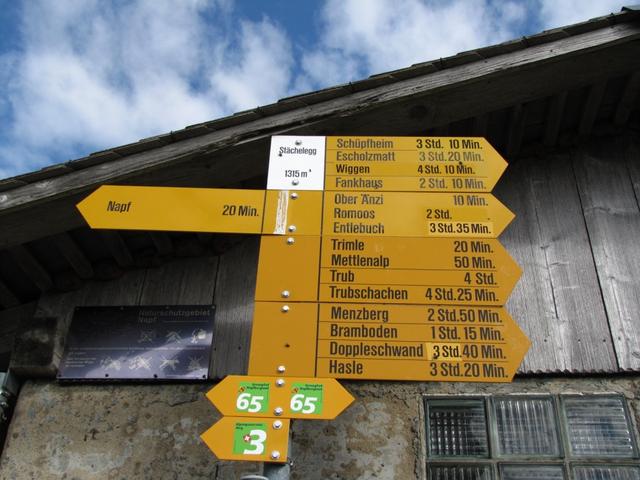 Stächelegg
1315 m
Schüpfheim 3 Std. 10 Min.
Escholzmatt 3 Std. 20 Min.
Wiggen 4 Std. 10 Min.
Fankhaus 2 Std. 10 Min.
Napf 20 Min.
Ober Änzi 10 Min.
Romoos 2 Std.
Entlebuch 3 Std. 35 Min.
Trimle 20 Min.
Mettlenalp 50 Min.
Trub 4 Std.
Trubschachen 4 Std. 25 Min.
Menzberg 2 Std. 50 Min.
Bramboden 1 Std. 15 Min.
Doppleschwand 3 Std. 40 Min.
Hasle 3 Std. 20 Min.
Naturschutzgebiet
Napf
65 65
3